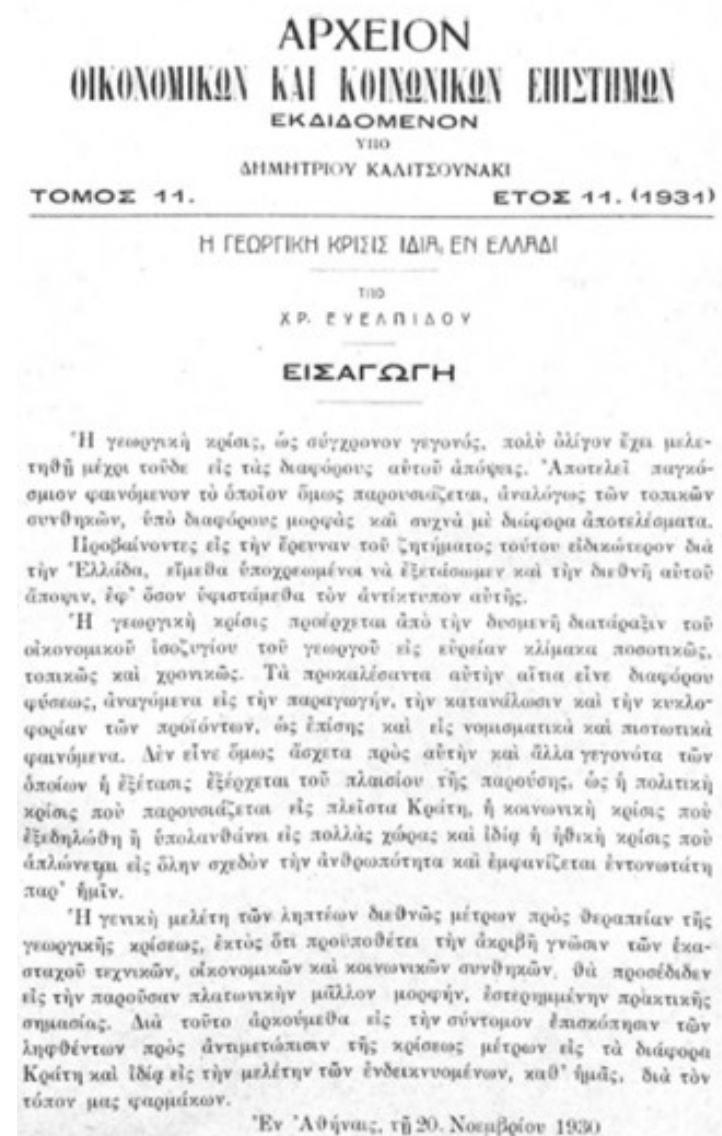 ΑΡΧΕΙΟΝ
ΟΙΚΟΝΟΜΙΚΩΝ ΚΑΙ ΚΟΙΝΩΝΙΚΩΝ ΕΠΙΣΤΗΜΩΝ
ΕΚΔΙΔΟΜΕΝΟΝ
ΥΠΟ
ΔΗΜΗΤΡΙΟΥ ΚΑΛΙΤΣΟΥΝΑΚΙ
ΤΟΜΟΣ 11. ΕΤΟΣ 11. (1931)
Η ΓΕΩΡΓΙΚΗ ΚΡΙΣΙΣ ΙΔΙΑ, ΕΝ ΕΛΛΑΔΙ
ΥΠΟ
ΧΡ. ΕΥΕΛΠΙΔΟΥ
ΕΙΣΑΓΩΓΗ
Ἡ γεωργικὴ κρίσις, ὡς σύγχρονον γεγονός, πολὺ ὀλίγον ἔχει μελε-
τηθῇ μέχρι τοῦδε εἰς τὰς διαφόρους αὐτοῦ ἀπόψεις. Ἀποτελεῖ παγκό-
σμιον φαινόμενον τὸ ὁποῖον ὅμως παρουσιάζεται, ἀναλόγως τῶν τοπικῶν
συνθηκῶν, ὑπὸ διαφόρους μορφὰς καὶ συχνὰ μὲ διάφορα ἀποτελέσματα.
Προβαίνοντες εἰς τὴν ἔρευναν τοῦ ζητήματος τούτου εἰδικώτερον διὰ
τὴν Ἑλλάδα, εἴμεθα ὑποχρεωμένοι νὰ ἐξετάσωμεν καὶ τὴν διεθνῆ αὐτοῦ
ἄποψιν, ἐφ' ὅσον ὑφιστάμεθα τὸν ἀντίκτυπον αὐτῆς.
Ἡ γεωργικὴ κρίσις προέρχεται ἀπὸ τὴν δυσμενῆ διατάραξιν τοῦ
οἰκονομικοῦ ἰσοζυγίου τοῦ γεωργοῦ εἰς εὐρεῖαν κλίμακα ποσοτικῶς,
τοπικῶς καὶ χρονικῶς. Τὰ προκαλέσαντα αὐτὴν αἴτια εἶνε διαφόρου
φύσεως, ἀναγόμενα εἰς τὴν παραγωγήν, τὴν κατανάλωσιν καὶ τὴν κυκλο-
φορίαν τῶν προϊόντων, ὡς ἐπίσης καὶ εἰς νομισματικὰ καὶ πιστωτικὰ
φαινόμενα. Δὲν εἶνε ὅμως ἄσχετα πρὸς αὐτὴν καὶ ἄλλα γεγονότα τῶν
ὁποίων ἡ ἐξέτασις ἐξέρχεται τοῦ πλαισίου τῆς παρούσης, ὡς ἡ πολιτικὴ
κρίσις ποὺ παρουσιάζεται εἰς πλεῖστα Κράτη, ἡ κοινωνικὴ κρίσις ποὺ
ἐξεδηλώθη ἢ ὑπολανθάνει εἰς πολλὰς χώρας καὶ ἰδίᾳ ἡ ἠθικὴ κρίσις ποὺ
ἁπλώνεται εἰς ὅλην σχεδὸν τὴν ἀνθρωπότητα καὶ ἐμφανίζεται ἐντονωτάτη
παρ' ἡμῖν.
Ἡ γενικὴ μελέτη τῶν ληπτέων διεθνῶς μέτρων πρὸς θεραπείαν τῆς
γεωργικῆς κρίσεως, ἐκτὸς ὅτι προϋποθέτει τὴν ἀκριβῆ γνῶσιν τῶν ἑκα-
σταχοῦ τεχνικῶν, οἰκονομικῶν καὶ κοινωνικῶν συνθηκῶν, θὰ προσέδιδεν
εἰς τὴν παροῦσαν πλατωνικὴν μᾶλλον μορφήν, ἐστερημμένην πρακτικῆς
σημασίας. Διὰ τοῦτο ἀρκούμεθα εἰς τὴν σύντομον ἐπισκόπησιν τῶν
ληφθέντων πρὸς ἀντιμετώπισιν τῆς κρίσεως μέτρων εἰς τὰ διάφορα
Κράτη καὶ ἰδίᾳ εἰς τὴν μελέτην τῶν ἐνδεικνυομένων, καθ' ἡμᾶς, διὰ τὸν
τόπον μας φαρμάκων.
Ἐν Ἀθήναις, τῇ 20. Νοεμβρίου 1930